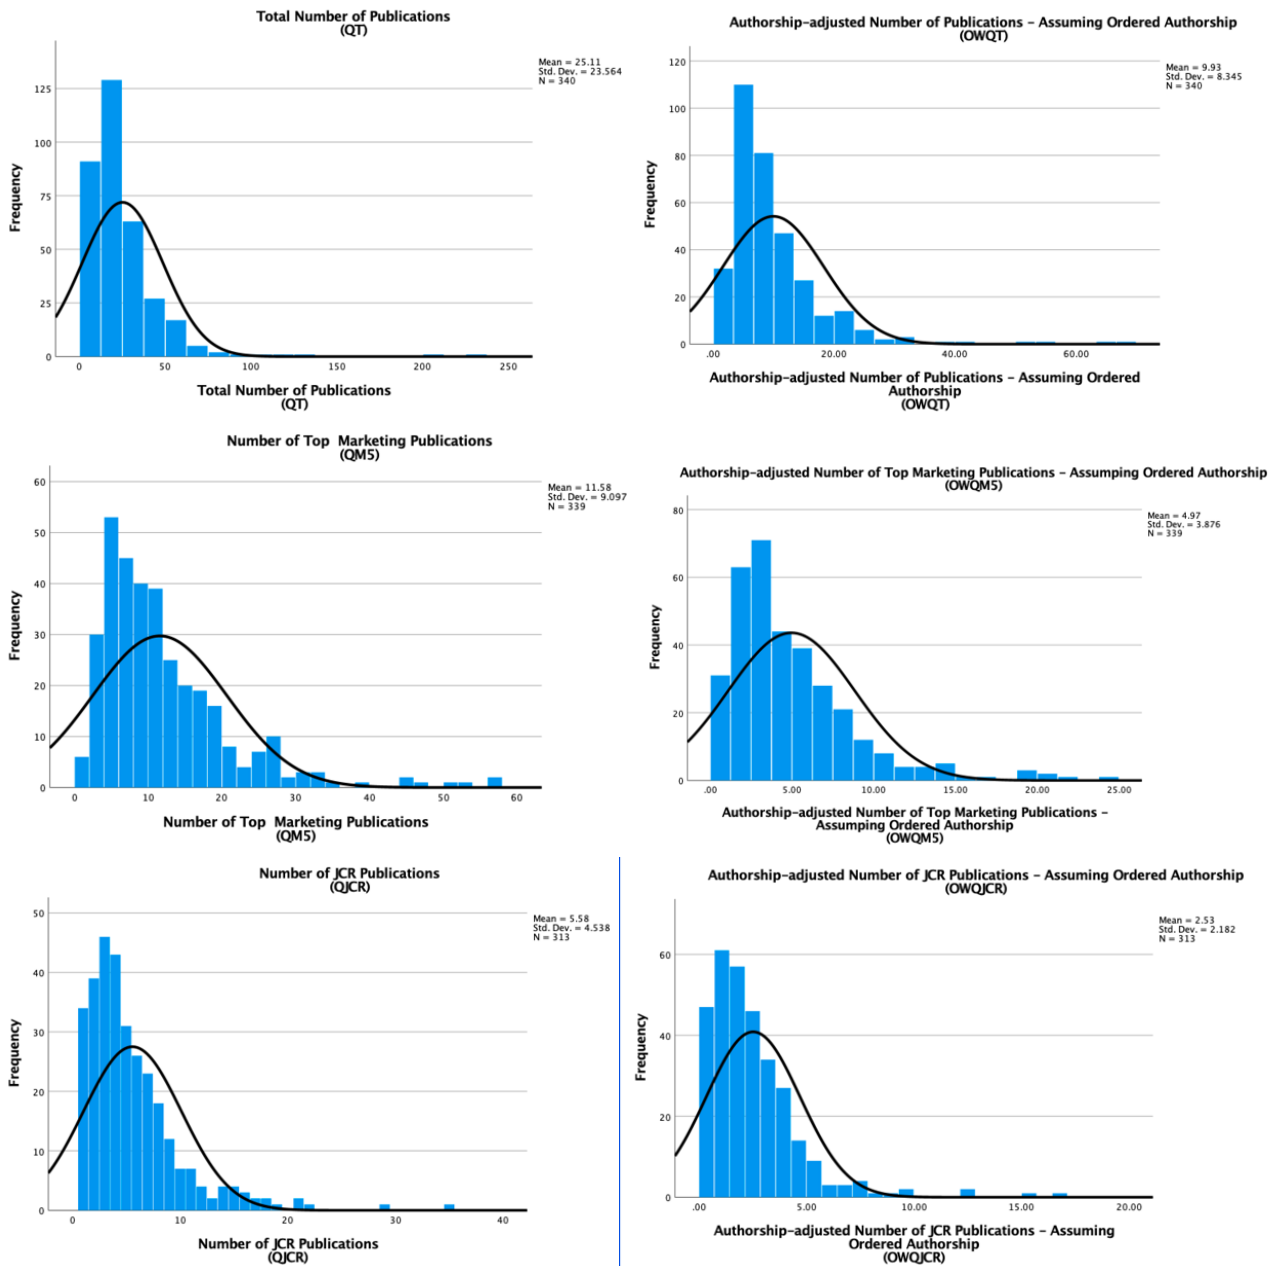 Total Number of Publications
(QT)
Mean = 25.11
Std. Dev. = 23.564
N = 340
Frequency
125
100
75
50
25
0
0 50 100 150 200 250
Total Number of Publications
(QT)
Authorship-adjusted Number of Publications – Assuming Ordered Authorship
(OWQT)
Mean = 9.93
Std. Dev. = 8.345
N = 340
Frequency
120
100
80
60
40
20
0
.00 20.00 40.00 60.00
Authorship-adjusted Number of Publications – Assuming Ordered
Authorship
(OWQT)
Number of Top Marketing Publications
(QM5)
Mean = 11.58
Std. Dev. = 9.097
N = 339
Frequency
60
50
40
30
20
10
0
0 10 20 30 40 50 60
Number of Top Marketing Publications
(QM5)
Authorship-adjusted Number of Top Marketing Publications – Assumping Ordered Authorship
(OWQM5)
Mean = 4.97
Std. Dev. = 3.876
N = 339
Frequency
80
60
40
20
0
.00 5.00 10.00 15.00 20.00 25.00
Authorship-adjusted Number of Top Marketing Publications –
Assumping Ordered Authorship
(OWQM5)
Number of JCR Publications
(QJCR)
Mean = 5.58
Std. Dev. = 4.538
N = 313
Frequency
50
40
30
20
10
0
0 10 20 30 40
Number of JCR Publications
(QJCR)
Authorship-adjusted Number of JCR Publications – Assuming Ordered Authorship
(OWQJCR)
Mean = 2.53
Std. Dev. = 2.182
N = 313
Frequency
60
40
20
0
.00 5.00 10.00 15.00 20.00
Authorship-adjusted Number of JCR Publications – Assuming
Ordered Authorship
(OWQJCR)